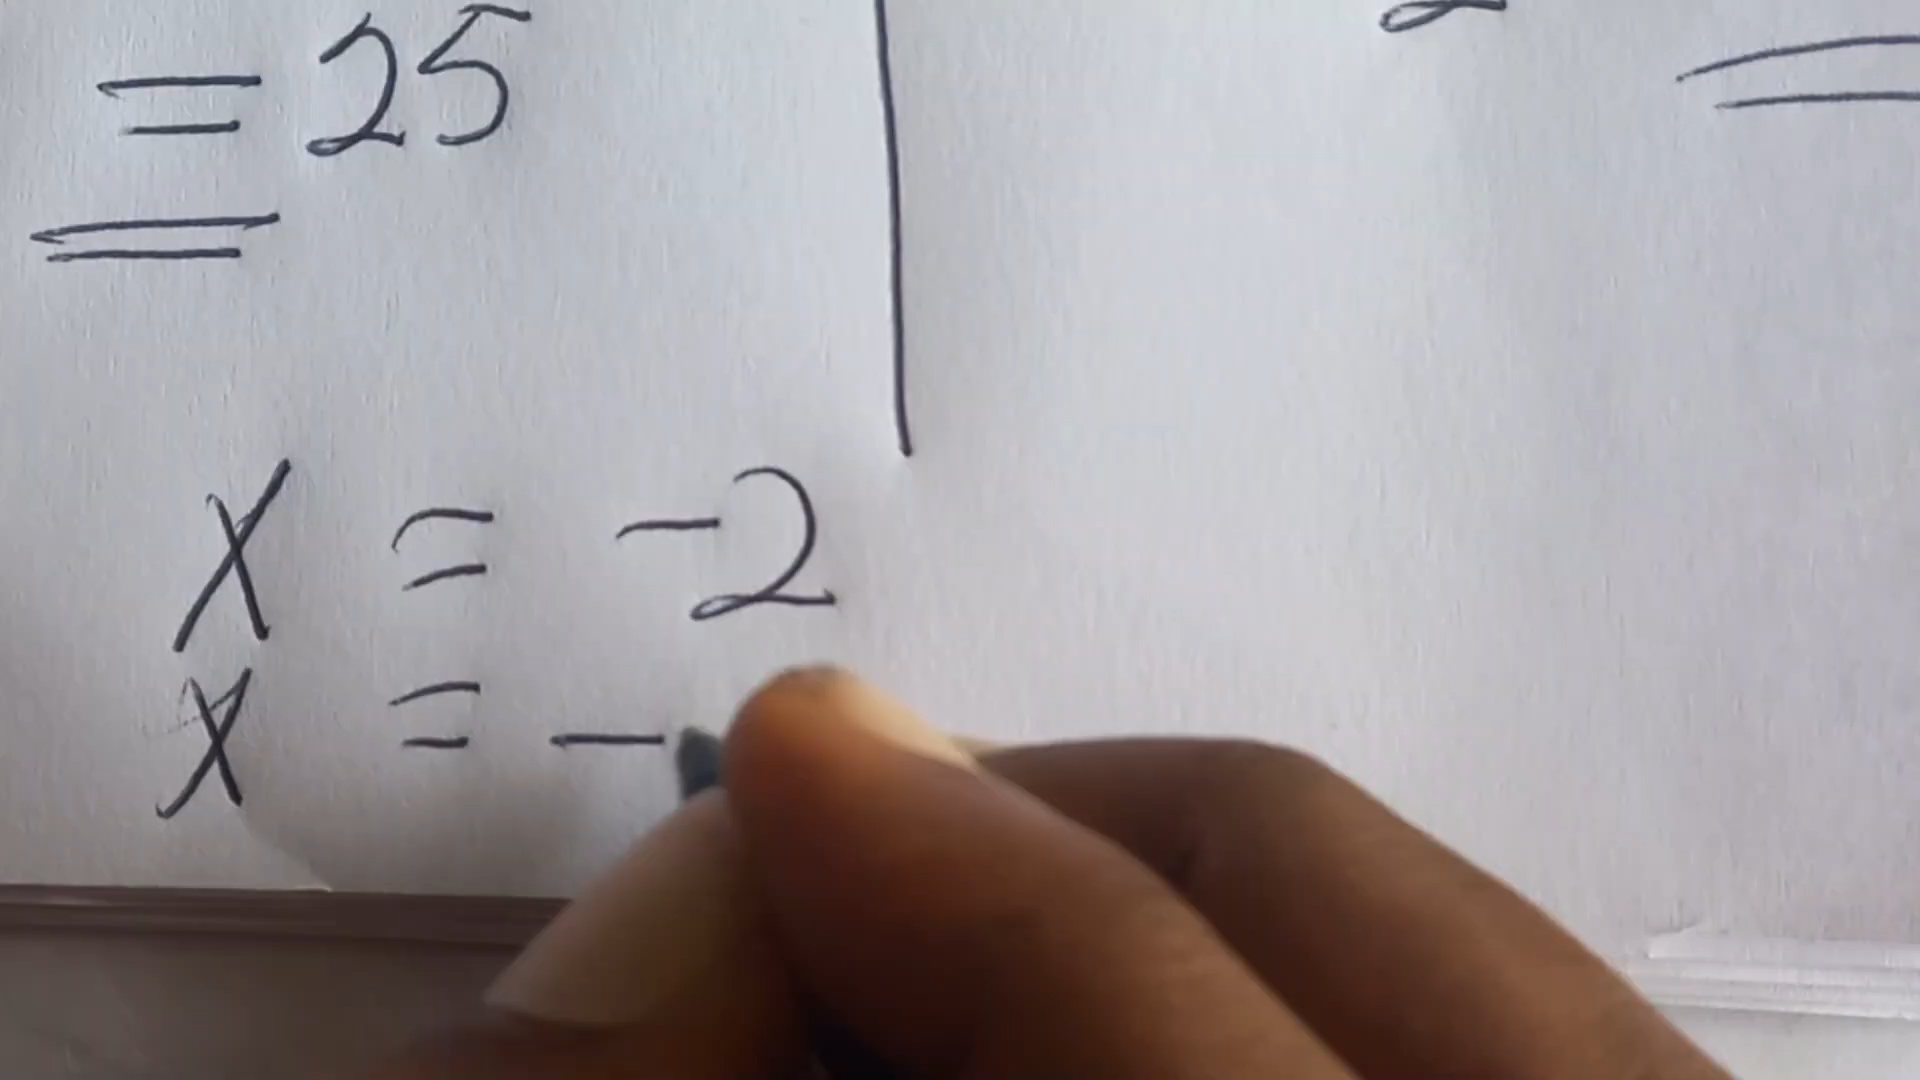 = 25
x = -2
x = -